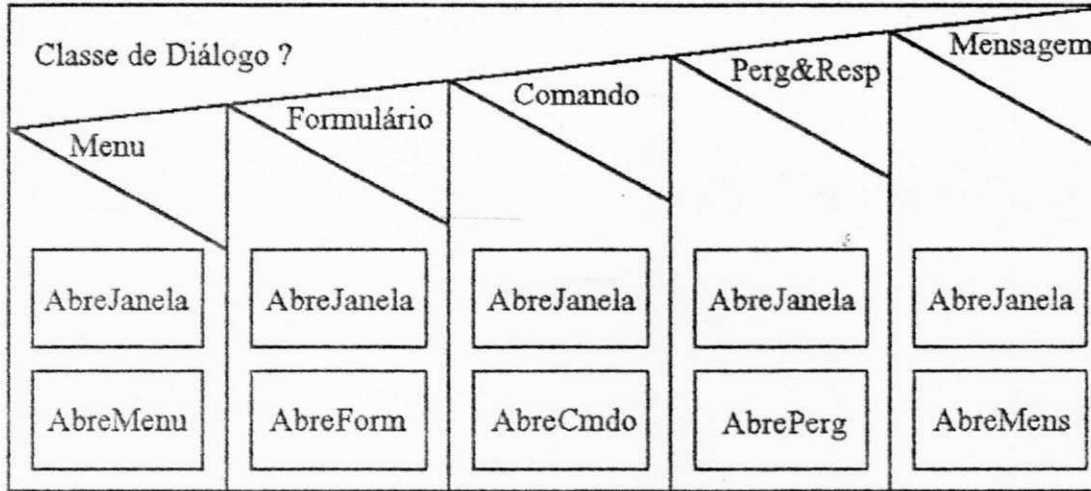 Classe de Diálogo ?
Menu
Formulário
Comando
Perg&Resp
Mensagem
AbreJanela
AbreJanela
AbreJanela
AbreJanela
AbreJanela
AbreMenu
AbreForm
AbreCmdo
AbrePerg
AbreMens